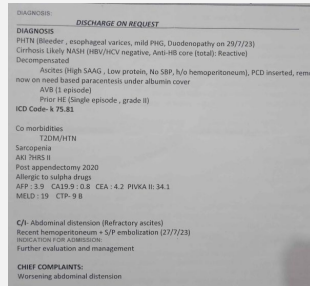 DIAGNOSIS:
DISCHARGE ON REQUEST
DIAGNOSIS
PHTN (Bleeder , esophageal varices, mild PHG, Duodenopathy on 29/7/23)
Cirrhosis Likely NASH (HBV/HCV negative, Anti-HB core (total): Reactive)
Decompensated
Ascites (High SAAG , Low protein, No SBP, h/o hemoperitoneum), PCD inserted, rem
now on need based paracentesis under albumin cover
AVB (1 episode)
Prior HE (Single episode , grade II)
ICD Code- k 75.81
Co morbidities
T2DM/HTN
Sarcopenia
AKI ?HRS II
Post appendectomy 2020
Allergic to sulpha drugs
AFP : 3.9 CA19,9 : 0.8 CEA : 4.2 PIVKA II: 34.1
MELD : 19 CTP- 9 B
C/I- Abdominal distension (Refractory ascites)
Recent hemoperitoneum + S/P embolization (27/7/23)
INDICATION FOR ADMISSION:
Further evaluation and management
CHIEF COMPLAINTS:
Worsening abdominal distension